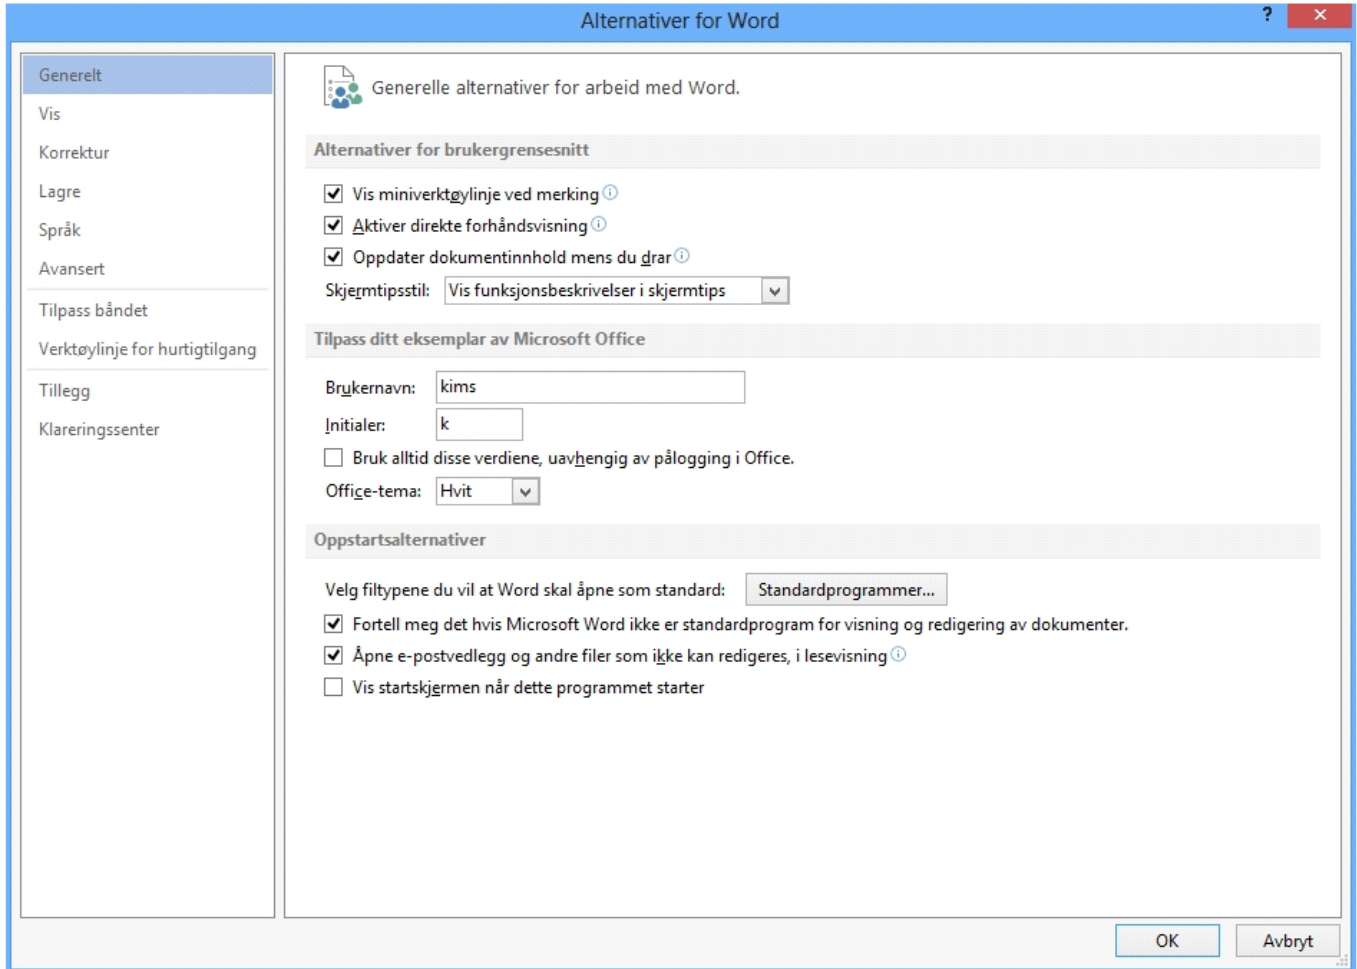 Alternativer for Word
?
Generelt
Vis
Korrektur
Lagre
Språk
Avansert
Tilpass båndet
Verktøylinje for hurtigtilgang
Tillegg
Klareringssenter
Generelle alternativer for arbeid med Word.
Alternativer for brukergrensesnitt
Vis miniverktøylinje ved merking
Aktiver direkte forhåndsvisning
Oppdater dokumentinnhold mens du drar
Skjermtipsstil: Vis funksjonsbeskrivelser i skjermtips
Tilpass ditt eksemplar av Microsoft Office
Brukernavn: kims
Initialer: k
Bruk alltid disse verdiene, uavhengig av pålogging i Office.
Office-tema: Hvit
Oppstartsalternativer
Velg filtypene du vil at Word skal åpne som standard: Standardprogrammer...
Fortell meg det hvis Microsoft Word ikke er standardprogram for visning og redigering av dokumenter.
Åpne e-postvedlegg og andre filer som ikke kan redigeres, i lesevisning
Vis startskjermen når dette programmet starter
OK Avbryt